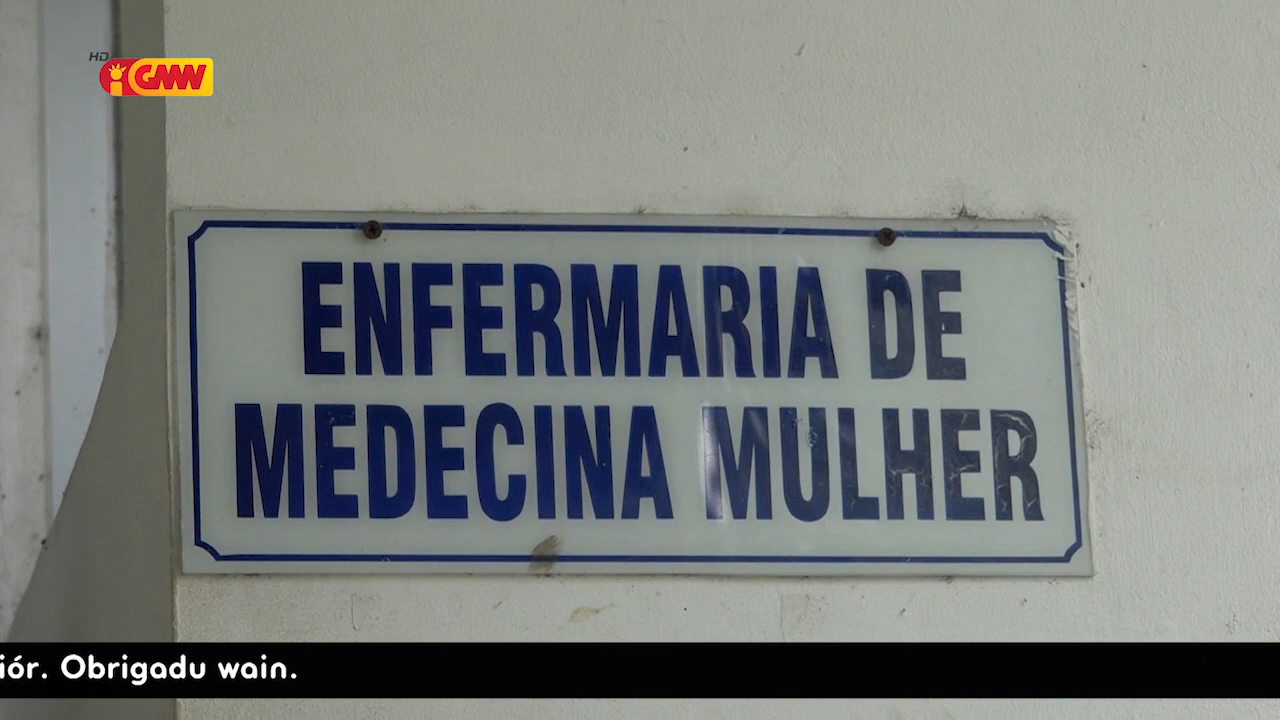 HD
GMN
ENFERMARIA DE
MEDECINA MULHER
iór. Obrigadu wain.